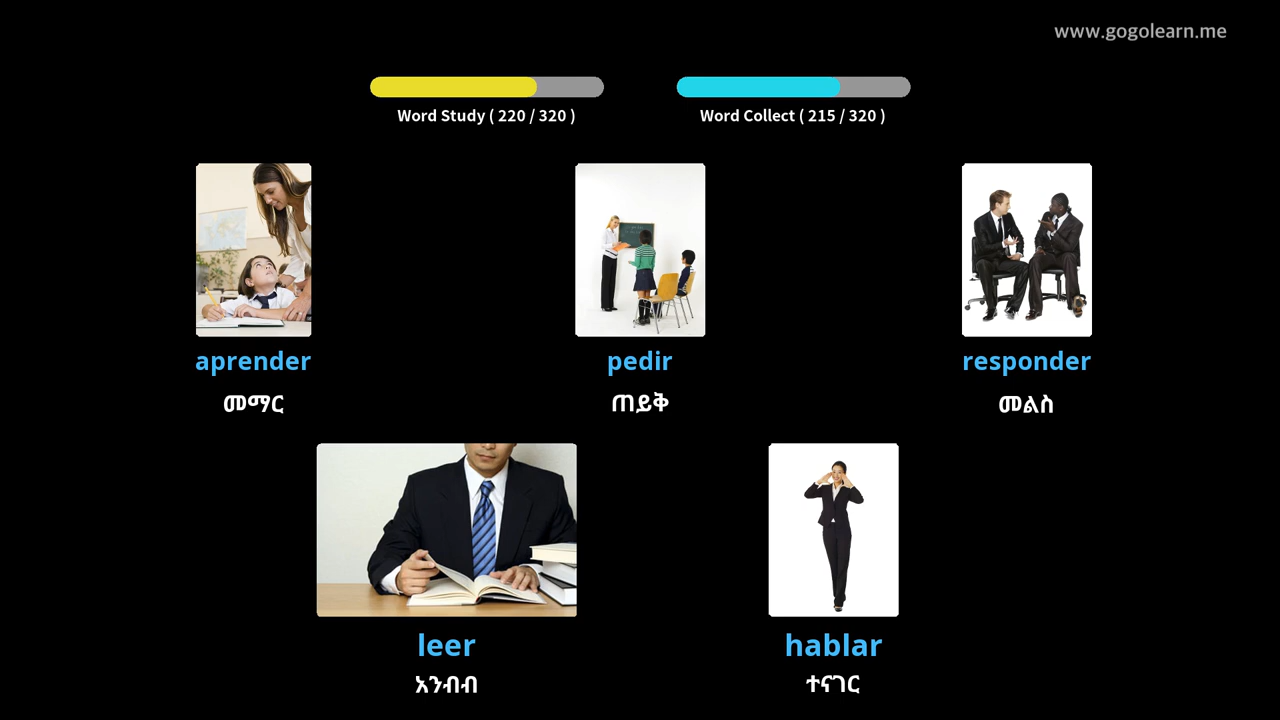 www.gogolearn.me
Word Study ( 220 / 320 )
Word Collect ( 215 / 320 )
aprender
መማር
pedir
ጠይቅ
responder
መልስ
leer
አንብብ
hablar
ተናገር